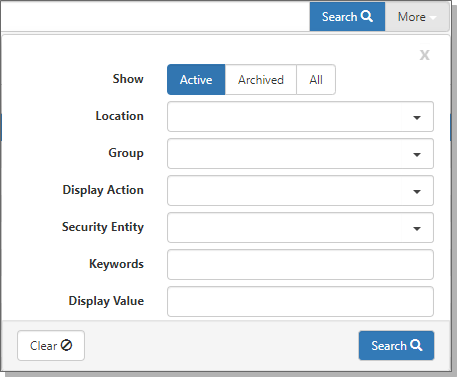 Search More
x
Show Active Archived All
Location
Group
Display Action
Security Entity
Keywords
Display Value
Clear Search